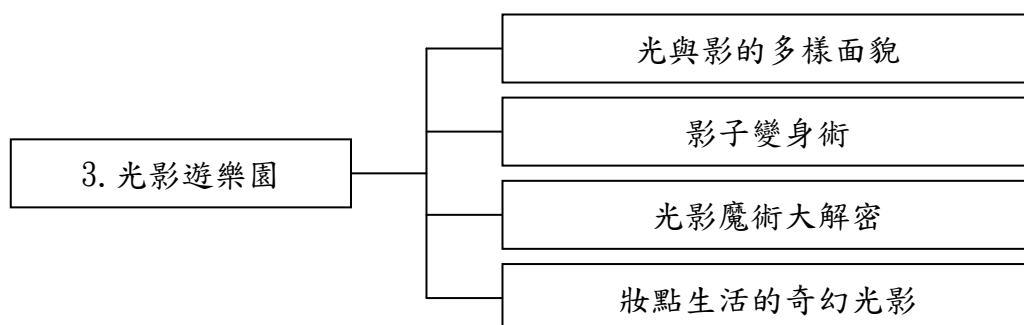 3.光影遊樂園
光與影的多樣面貌
影子變身術
光影魔術大解密
妝點生活的奇幻光影